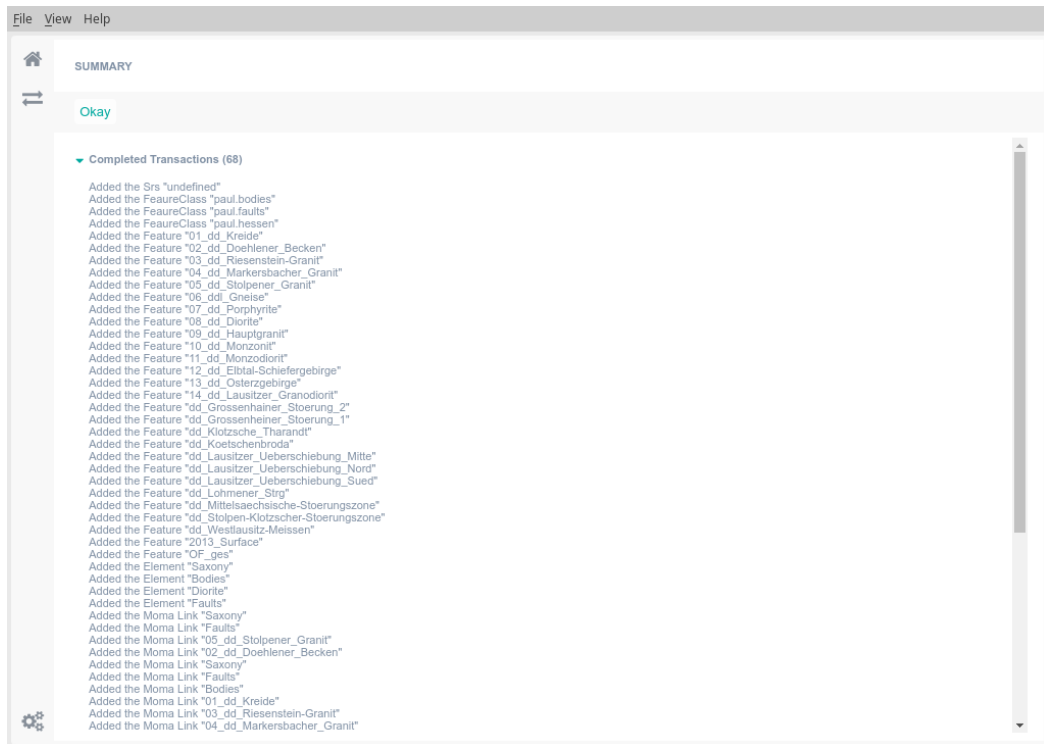 File View Help
SUMMARY
Okay
Completed Transactions (68)
Added the Srs "undefined"
Added the FeaureClass "paul.bodies"
Added the FeaureClass "paul.faults"
Added the FeaureClass "paul.hessen"
Added the Feature "01_dd_Kreide"
Added the Feature "02_dd_Doehlener_Becken"
Added the Feature "03_dd_Riesenstein-Granit"
Added the Feature "04_dd_Markersbacher_Granit"
Added the Feature "05_dd_Stolpener_Granit"
Added the Feature "06_ddl_Gneise"
Added the Feature "07_dd_Porphyrite"
Added the Feature "08_dd_Diorite"
Added the Feature "09_dd_Hauptgranit"
Added the Feature "10_dd_Monzonit"
Added the Feature "11_dd_Monzodiorit"
Added the Feature "12_dd_Elbtal-Schiefergebirge"
Added the Feature "13_dd_Osterzgebirge"
Added the Feature "14_dd_Lausitzer_Granodiorit"
Added the Feature "dd_Grossenhainer_Stoerung_2"
Added the Feature "dd_Grossenheiner_Stoerung_1"
Added the Feature "dd_Klotzsche_Tharandt"
Added the Feature "dd_Koetschenbroda"
Added the Feature "dd_Lausitzer_Ueberschiebung_Mitte"
Added the Feature "dd_Lausitzer_Ueberschiebung_Nord"
Added the Feature "dd_Lausitzer_Ueberschiebung_Sued"
Added the Feature "dd_Lohmener_Strg"
Added the Feature "dd_Mittelsaechsische-Stoerungszone"
Added the Feature "dd_Stolpen-Klotzscher-Stoerungszone"
Added the Feature "dd_Westlausitz-Meissen"
Added the Feature "2013_Surface"
Added the Feature "OF_ges"
Added the Element "Saxony"
Added the Element "Bodies"
Added the Element "Diorite"
Added the Element "Faults"
Added the Moma Link "Saxony"
Added the Moma Link "Faults"
Added the Moma Link "05_dd_Stolpener_Granit"
Added the Moma Link "02_dd_Doehlener_Becken"
Added the Moma Link "Saxony"
Added the Moma Link "Faults"
Added the Moma Link "Bodies"
Added the Moma Link "01_dd_Kreide"
Added the Moma Link "03_dd_Riesenstein-Granit"
Added the Moma Link "04_dd_Markersbacher_Granit"